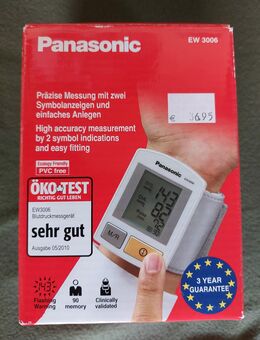 Panasonic
EW 3006
Präzise Messung mit zwei
Symbolanzeigen und
einfaches Anlegen
High accuracy measurement
by 2 symbol indications
and easy fitting
€ 36.95
Ecology Friendly
PVC free
ÖKO TEST
RICHTIG GUT LEBEN
EW3006
Blutdruckmessgerät
sehr gut
Ausgabe 05/2010
Panasonic
M/R
Flashing
Warning
90
memory
Clinically
validated
3 YEAR
GUARANTEE